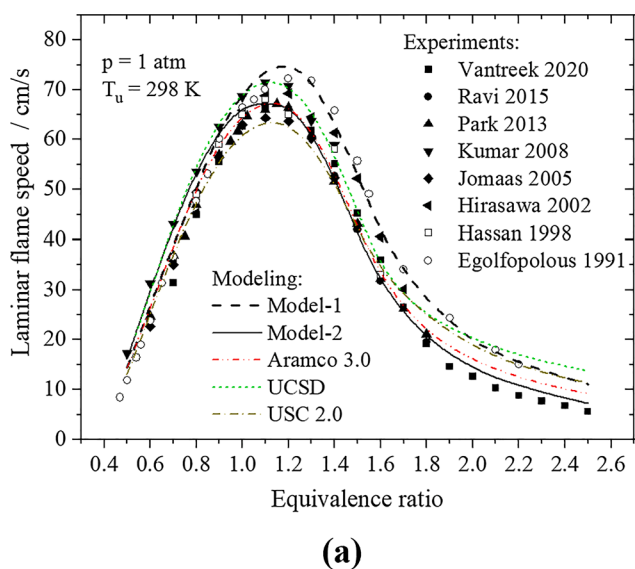 p = 1 atm
Tu = 298 K
Experiments:
Vantreek 2020
Ravi 2015
Park 2013
Kumar 2008
Jomaas 2005
Hirasawa 2002
Hassan 1998
Egolfopolous 1991
Modeling:
Model-1
Model-2
Aramco 3.0
UCSD
USC 2.0
Laminar flame speed / cm/s
85
80
70
60
50
40
30
20
10
0
0.4 0.6 0.8 1.0 1.2 1.4 1.6 1.8 2.0 2.2 2.4 2.6
Equivalence ratio
(a)